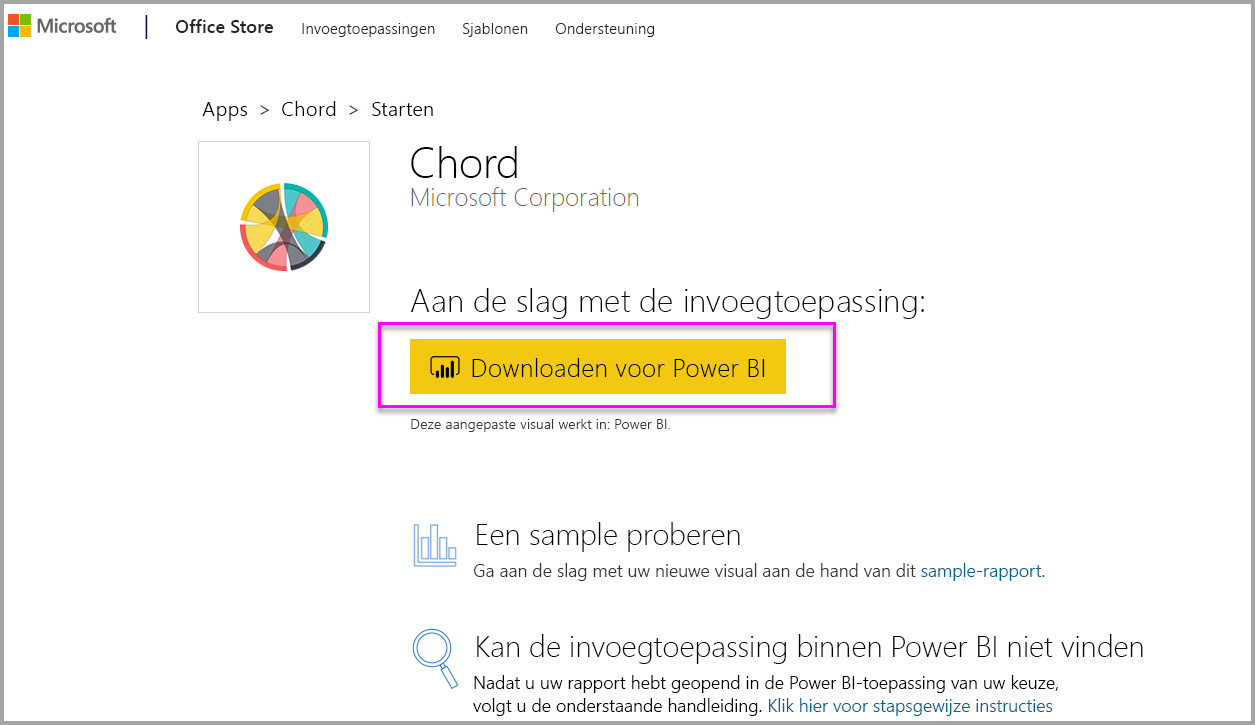 Microsoft Office Store Invoegtoepassingen Sjablonen Ondersteuning
Apps > Chord > Starten
Chord
Microsoft Corporation
Aan de slag met de invoegtoepassing:
Downloaden voor Power BI
Deze aangepaste visual werkt in: Power BI.
Een sample proberen
Ga aan de slag met uw nieuwe visual aan de hand van dit sample-rapport.
Kan de invoegtoepassing binnen Power BI niet vinden
Nadat u uw rapport hebt geopend in de Power BI-toepassing van uw keuze,
volgt u de onderstaande handleiding. Klik hier voor stapsgewijze instructies